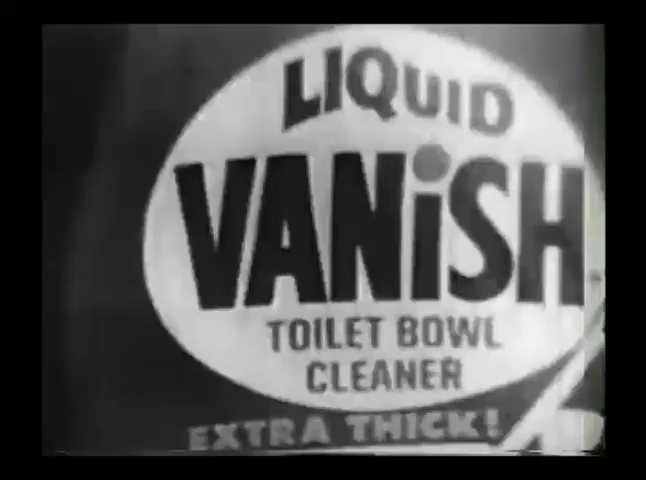 LIQUID
VANiSH
TOILET BOWL
CLEANER
EXTRA THICK!